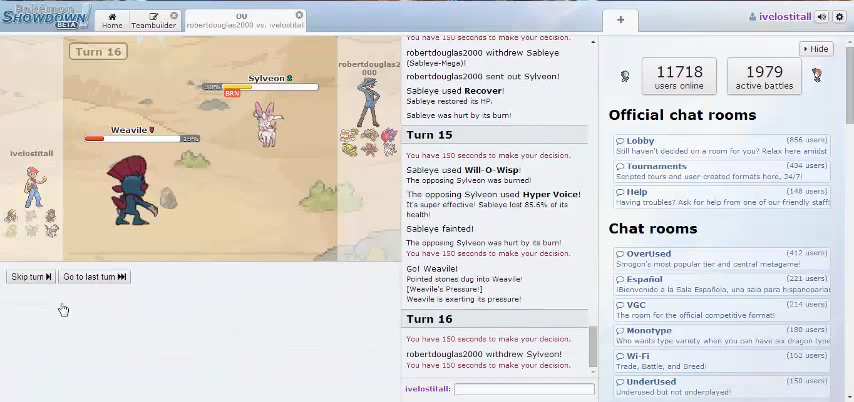 Pokémon
Showdown
BETA
Home
Teambuilder
OU
robertdouglas2000 vs. ivelostitall
+
ivelostitall
Turn 16
Sylveon
BRN
Weavile
19%
ivelostitall
robertdouglas2
000
Skip turn
Go to last turn
robertdouglas2000 withdrew Sableye
(Sableye-Mega)!
robertdouglas2000 sent out Sylveon!
Sableye used Recover!
Sableye restored its HP.
Sableye was hurt by its burn!
Turn 15
You have 150 seconds to make your decision.
Sableye used Will-O-Wisp!
The opposing Sylveon was burned!
The opposing Sylveon used Hyper Voice!
It's super effective! Sableye lost 85.6% of its
health!
Sableye fainted!
The opposing Sylveon was hurt by its burn!
You have 150 seconds to make your decision.
Go! Weavile!
Pointed stones dug into Weavile!
[Weavile's Pressure!]
Weavile is exerting its pressure!
Turn 16
You have 150 seconds to make your decision.
robertdouglas2000 withdrew Sylveon!
You have 150 seconds to make your decision.
ivelostitall:
Hide
11718
users online
1979
active battles
Official chat rooms
Lobby
(856 users)
Still haven't decided on a room for you? Relax here amidst
Tournaments
(434 users)
Scripted tours and user-created formats here, 24/7!
Help
(148 users)
Having troubles? Ask for help from one of our friendly staff!
Chat rooms
OverUsed
(412 users)
Smogon's most popular tier and central metagame!
Español
(221 users)
¡Bienvenido a la Sala Española, una sala para hispanoparlan
VGC
(214 users)
The room for the official competitive format!
Monotype
(180 users)
Who wants type variety when you can have six dragon type
Wi-Fi
(162 users)
Trade, Battle, and Breed!
UnderUsed
(150 users)
Underused but not underplayed!